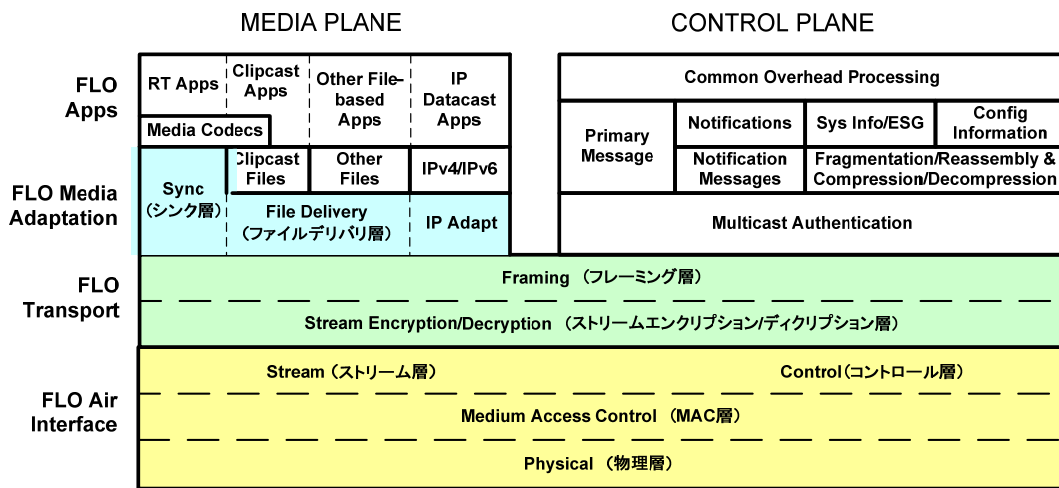 MEDIA PLANE
CONTROL PLANE
FLO
Apps
RT Apps
Clipcast
Apps
Other File-
based
Apps
IP
Datacast
Apps
Media Codecs
Common Overhead Processing
Primary
Message
Notifications
Sys Info/ESG
Config
Information
FLO Media
Adaptation
Sync
(シンク層)
Clipcast
Files
Other
Files
IPv4/IPv6
File Delivery
(ファイルデリバリ層)
IP Adapt
Notification
Messages
Fragmentation/Reassembly &
Compression/Decompression
Multicast Authentication
FLO
Transport
Framing (フレーミング層)
Stream Encryption/Decryption (ストリームエンクリプション/ディクリプション層)
FLO Air
Interface
Stream (ストリーム層)
Control(コントロール層)
Medium Access Control (MAC層)
Physical (物理層)